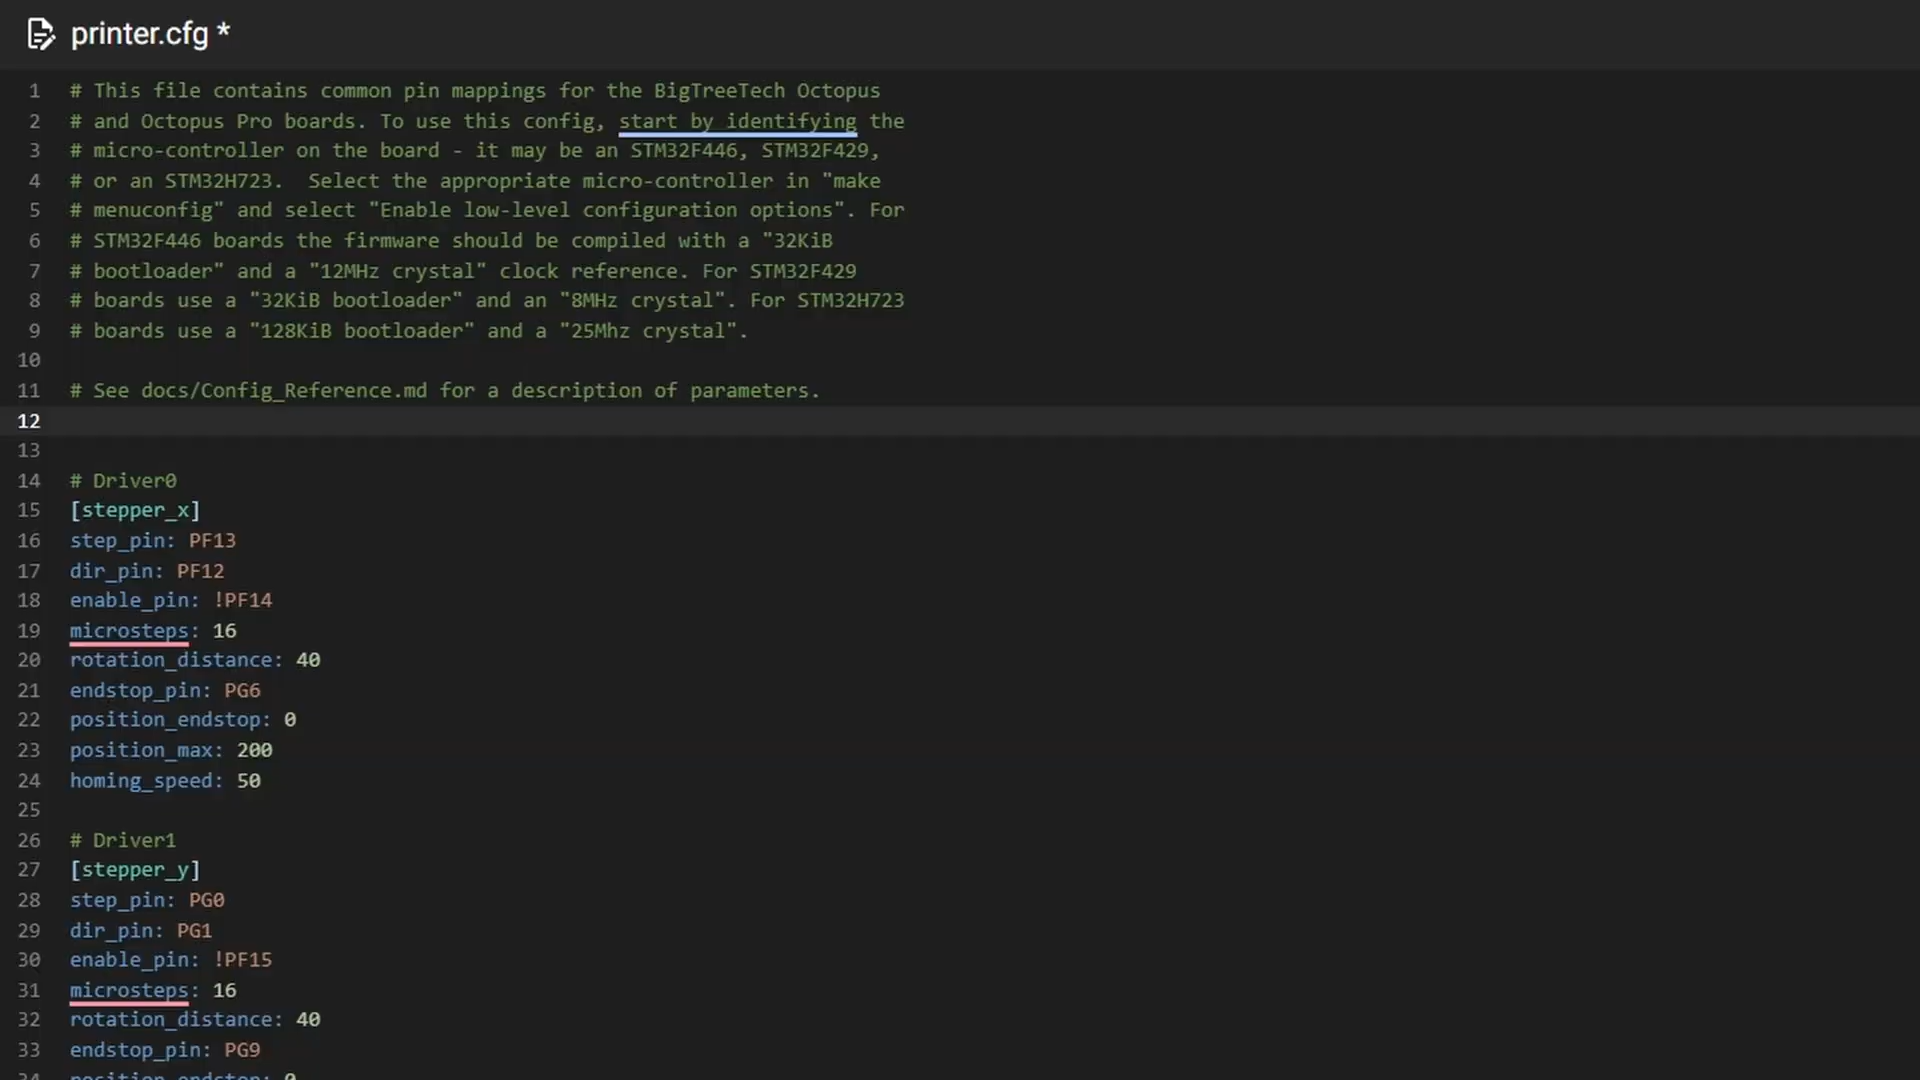 printer.cfg *
1 # This file contains common pin mappings for the BigTreeTech Octopus
2 # and Octopus Pro boards. To use this config, start by identifying the
3 # micro-controller on the board - it may be an STM32F446, STM32F429,
4 # or an STM32H723.  Select the appropriate micro-controller in "make
5 # menuconfig" and select "Enable low-level configuration options". For
6 # STM32F446 boards the firmware should be compiled with a "32KiB
7 # bootloader" and a "12MHz crystal" clock reference. For STM32F429
8 # boards use a "32KiB bootloader" and an "8MHz crystal". For STM32H723
9 # boards use a "128KiB bootloader" and a "25Mhz crystal".
10
11 # See docs/Config_Reference.md for a description of parameters.
12
13
14 # Driver0
15 [stepper_x]
16 step_pin: PF13
17 dir_pin: PF12
18 enable_pin: !PF14
19 microsteps: 16
20 rotation_distance: 40
21 endstop_pin: PG6
22 position_endstop: 0
23 position_max: 200
24 homing_speed: 50
25
26 # Driver1
27 [stepper_y]
28 step_pin: PG0
29 dir_pin: PG1
30 enable_pin: !PF15
31 microsteps: 16
32 rotation_distance: 40
33 endstop_pin: PG9
34 position_endstop: 0